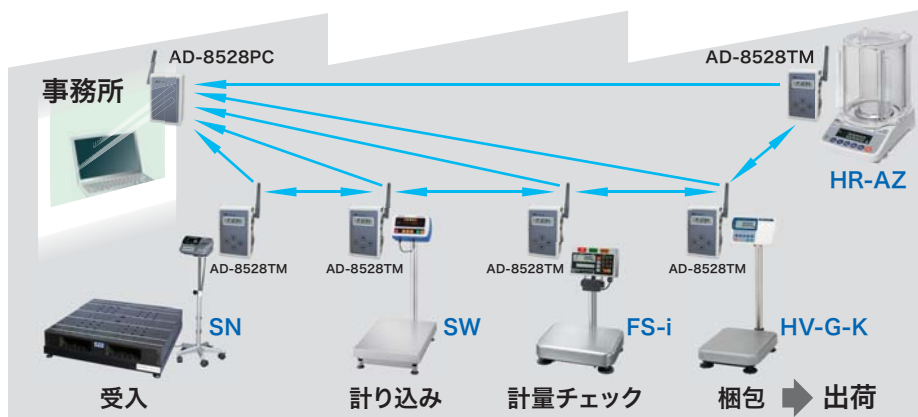 AD-8528PC
AD-8528TM
事務所
HR-AZ
AD-8528TM
AD-8528TM
AD-8528TM
AD-8528TM
SN
SW
FS-i
HV-G-K
受入
計り込み
計量チェック
梱包
出荷